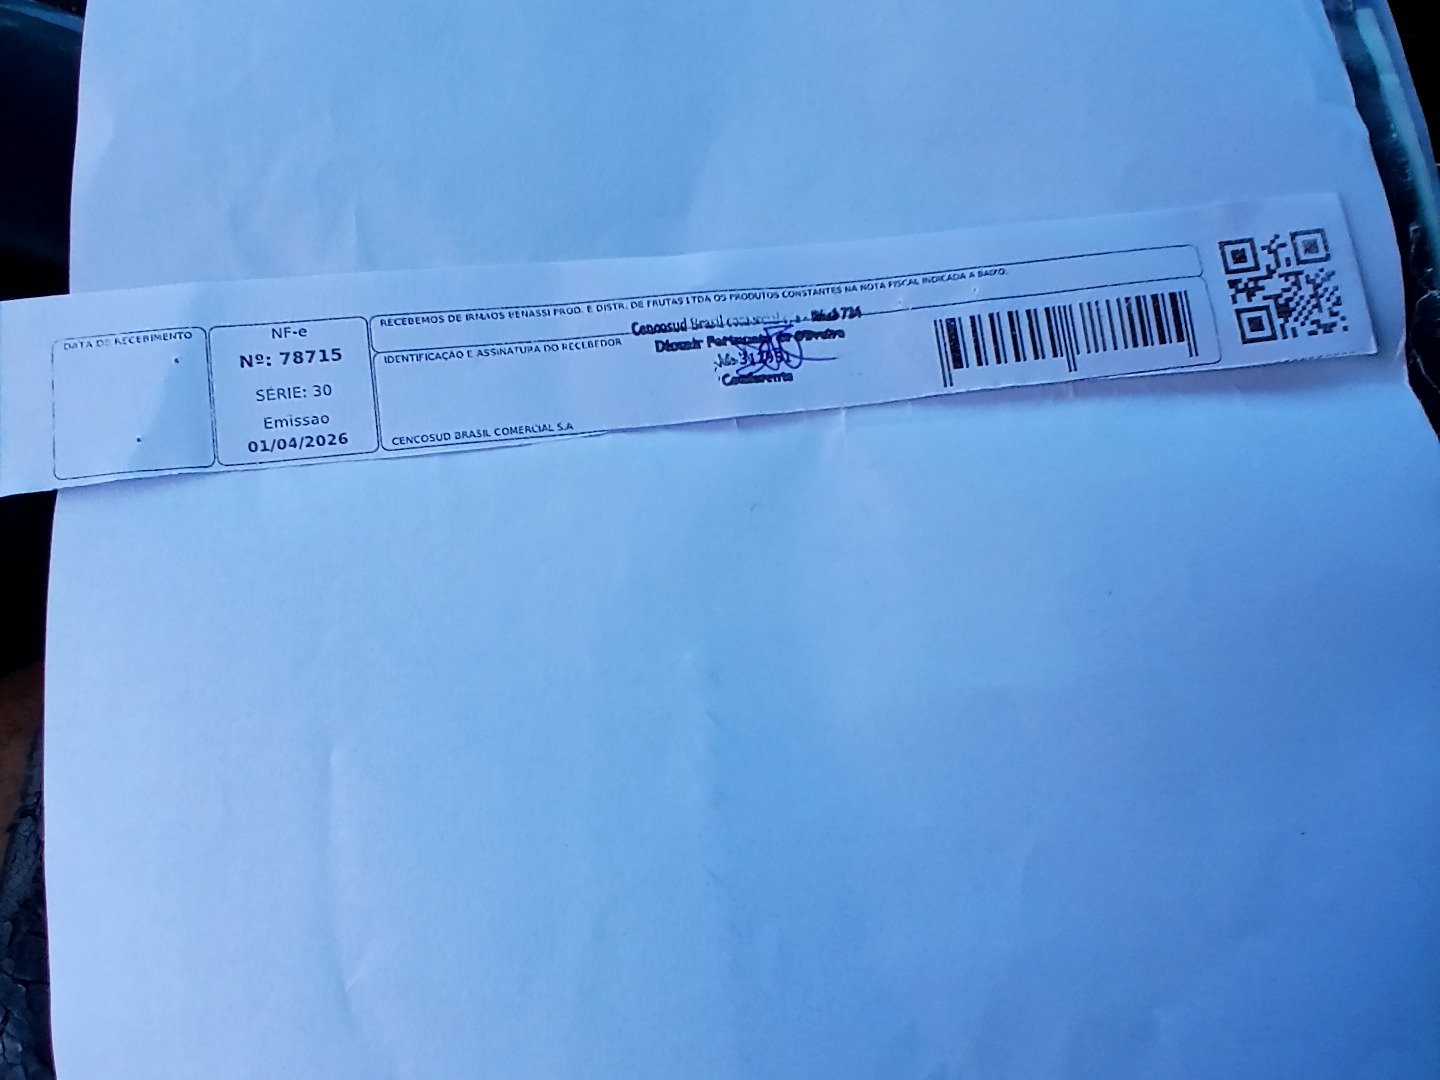 DATA DE RECEBIMENTO
NF-e
Nº: 78715
SÉRIE: 30
Emissao
01/04/2026
RECEBEMOS DE IRMAOS BENASSI PROD. E DISTR. DE FRUTAS LTDA OS PRODUTOS CONSTANTES NA NOTA FISCAL INDICADA A BAIXO.
IDENTIFICAÇÃO E ASSINATURA DO RECEBEDOR
Cencosud Brasil
Conferente
CENCOSUD BRASIL COMERCIAL S.A